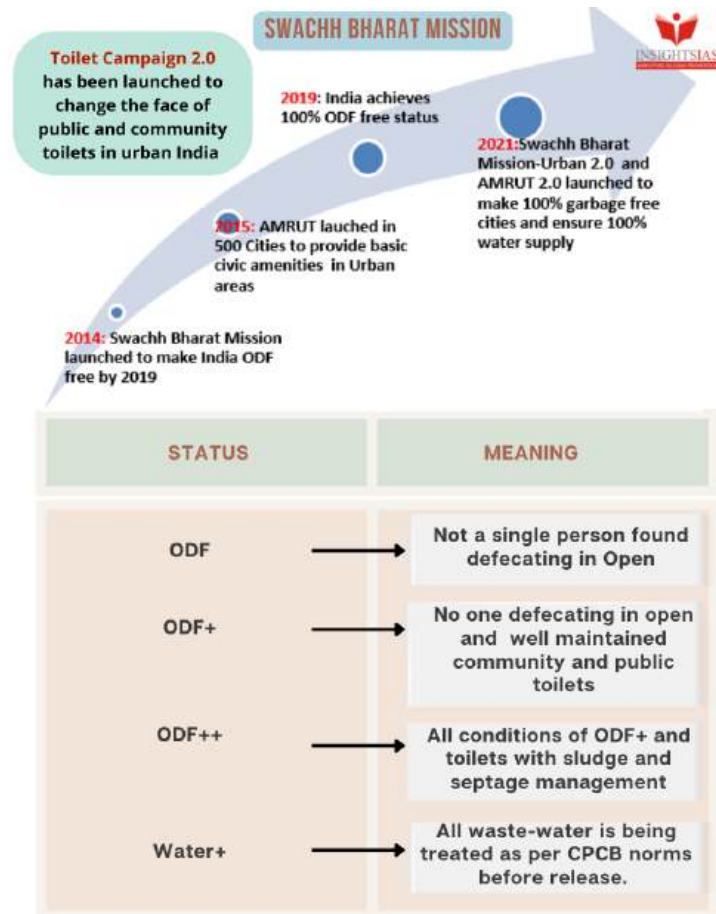 SWACHH BHARAT MISSION
INSIGHTSIAS
Toilet Campaign 2.0
has been launched to
change the face of
public and community
toilets in urban India
2019: India achieves
100% ODF free status
2021:Swachh Bharat
Mission-Urban 2.0 and
AMRUT 2.0 launched to
make 100% garbage free
cities and ensure 100%
water supply
2015: AMRUT lauched in
500 Cities to provide basic
civic amenities in Urban
areas
2014: Swachh Bharat Mission
launched to make India ODF
free by 2019
STATUS
MEANING
ODF
Not a single person found
defecating in Open
ODF+
No one defecating in open
and well maintained
community and public
toilets
ODF++
All conditions of ODF+ and
toilets with sludge and
septage management
Water+
All waste-water is being
treated as per CPCB norms
before release.